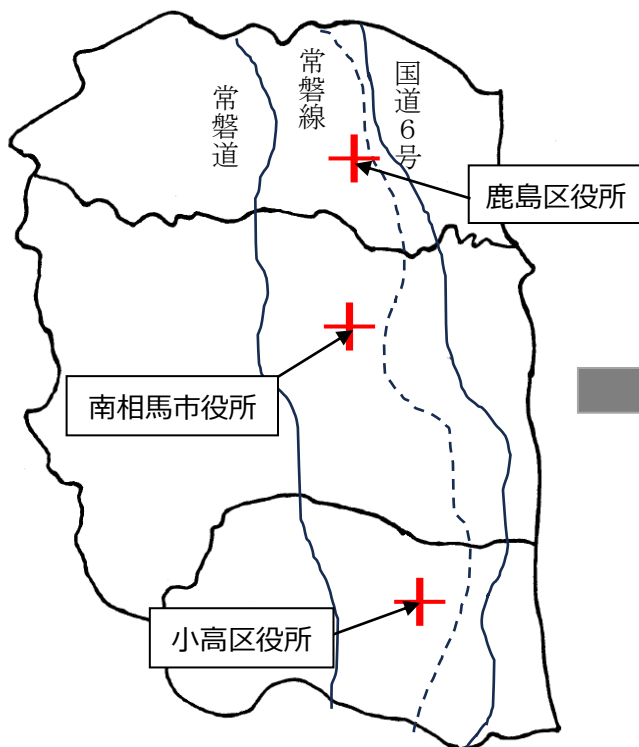 常磐道
常磐線
国道６号
鹿島区役所
南相馬市役所
小高区役所